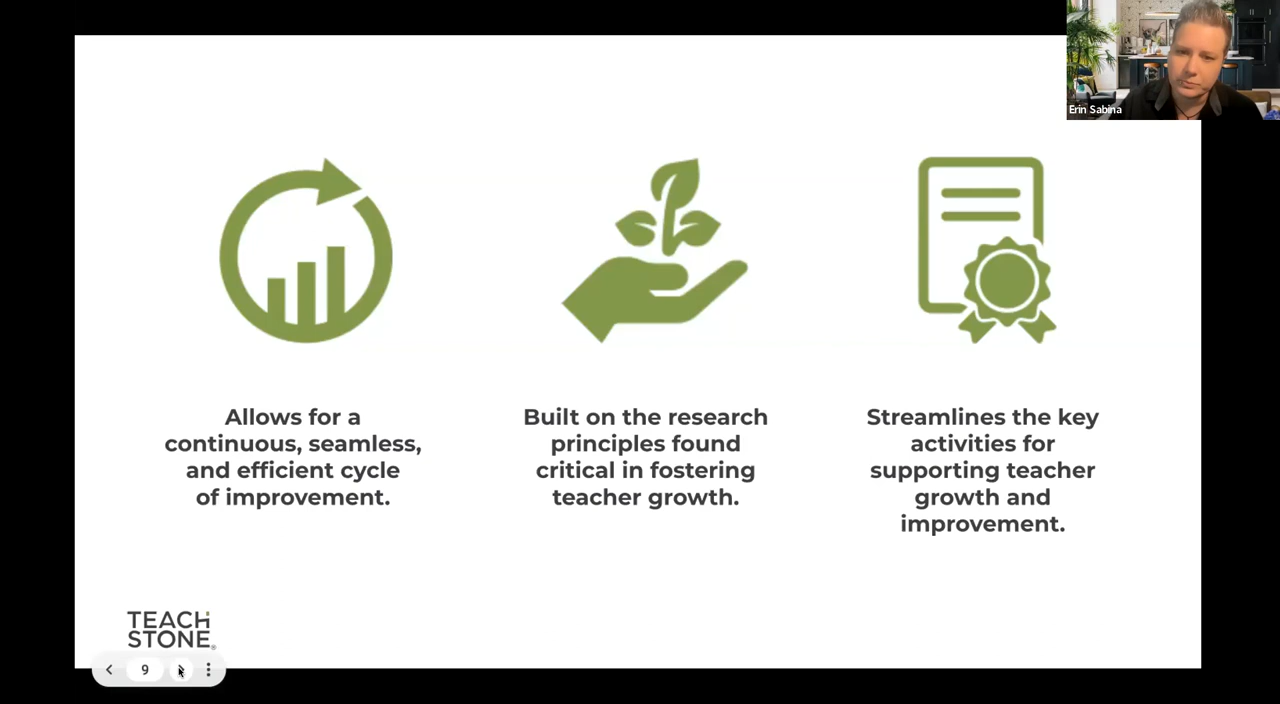 Erin Sabina
Allows for a
continuous, seamless,
and efficient cycle
of improvement.
Built on the research
principles found
critical in fostering
teacher growth.
Streamlines the key
activities for
supporting teacher
growth and
improvement.
TEACH
STONE®
9